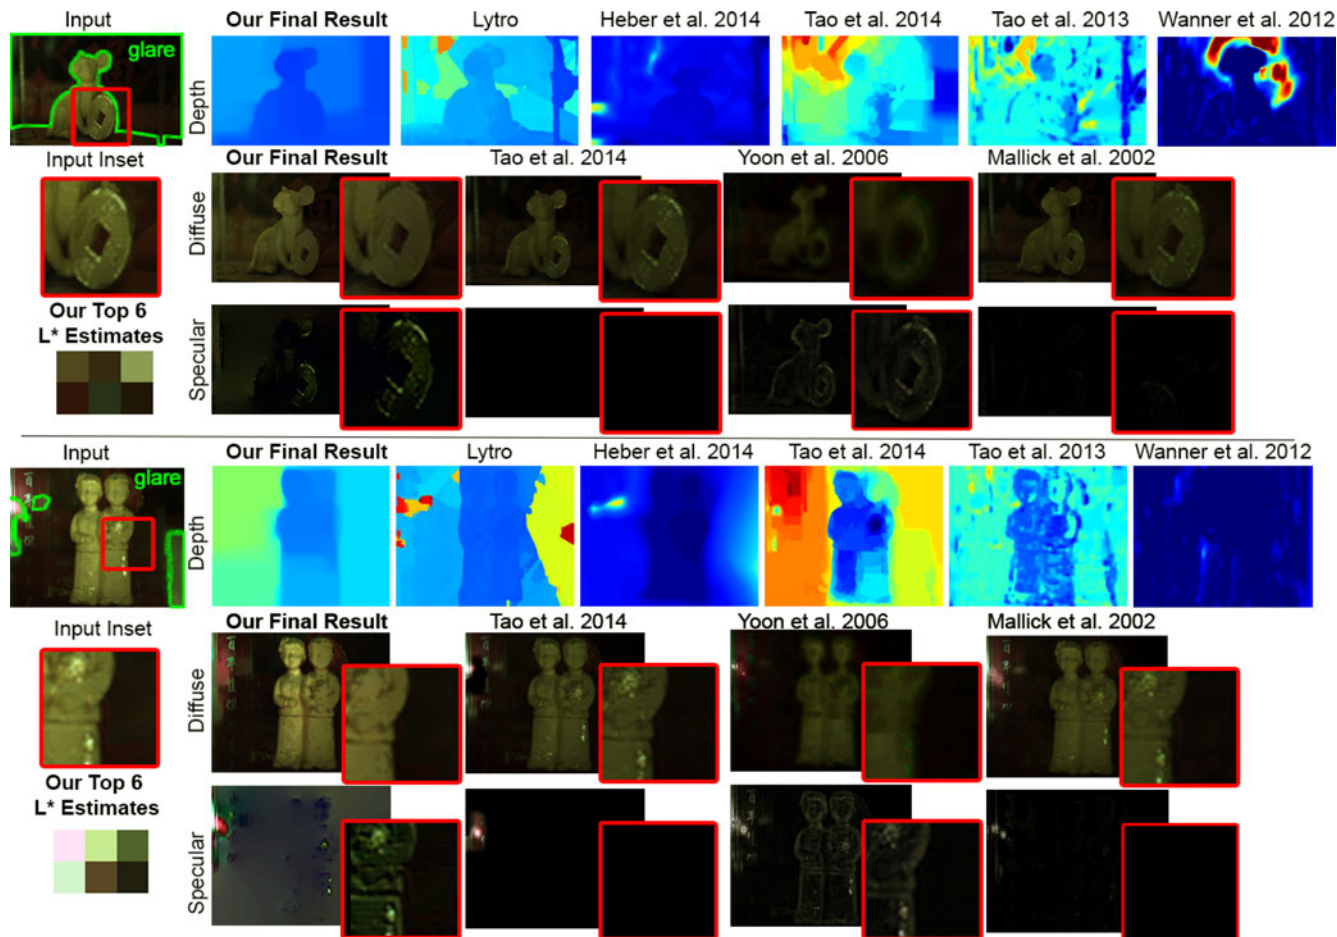 Input
Our Final Result
Lytro
Heber et al. 2014
Tao et al. 2014
Tao et al. 2013
Wanner et al. 2012
glare
Depth
Input Inset
Our Final Result
Tao et al. 2014
Yoon et al. 2006
Mallick et al. 2002
Diffuse
Our Top 6
L* Estimates
Specular
Input
Our Final Result
Lytro
Heber et al. 2014
Tao et al. 2014
Tao et al. 2013
Wanner et al. 2012
glare
Depth
Input Inset
Our Final Result
Tao et al. 2014
Yoon et al. 2006
Mallick et al. 2002
Diffuse
Our Top 6
L* Estimates
Specular